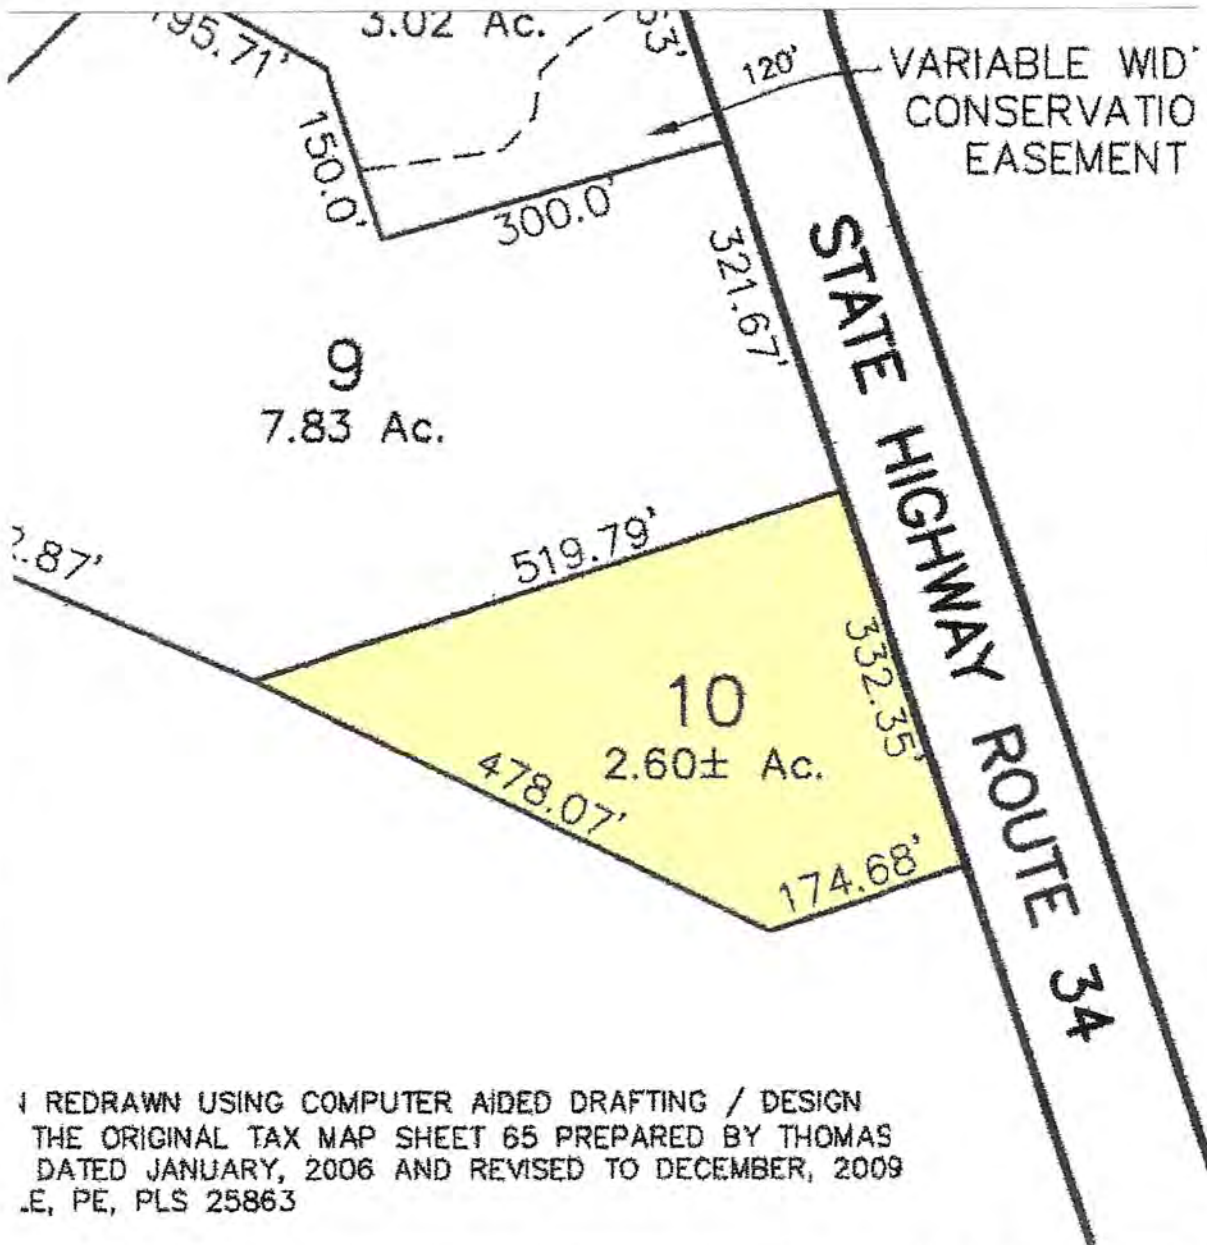 195.71'
3.02 Ac.
63'
120'
VARIABLE WID
CONSERVATIO
EASEMENT
150.0'
300.0'
321.67'
STATE HIGHWAY ROUTE 34
9
7.83 Ac.
2.87'
519.79'
332.35'
10
2.60± Ac.
478.07'
174.68'
REDRAWN USING COMPUTER AIDED DRAFTING / DESIGN
THE ORIGINAL TAX MAP SHEET 65 PREPARED BY THOMAS
DATED JANUARY, 2006 AND REVISED TO DECEMBER, 2009
E, PE, PLS 25863